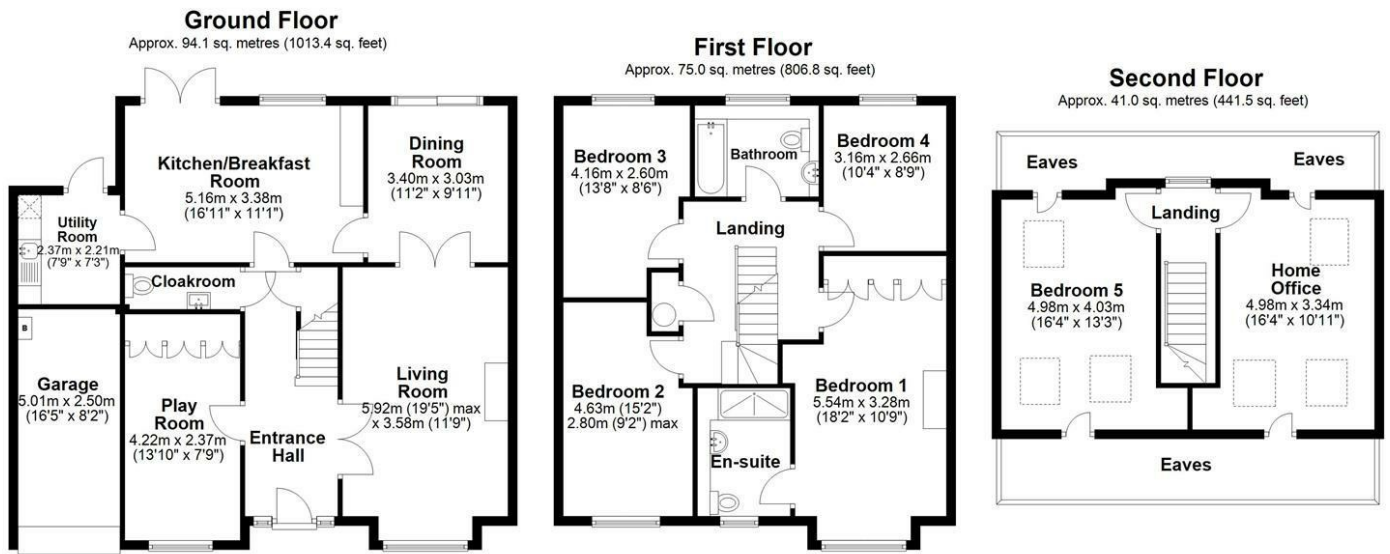 Ground Floor
Approx. 94.1 sq. metres (1013.4 sq. feet)
Kitchen/Breakfast
Room
5.16m x 3.38m
(16'11" x 11'1")
Dining
Room
3.40m x 3.03m
(11'2" x 9'11")
Utility
Room
2.37m x 2.21m
(7'9" x 7'3")
Cloakroom
Garage
5.01m x 2.50m
(16'5" x 8'2")
Play
Room
4.22m x 2.37m
(13'10" x 7'9")
Entrance
Hall
Living
Room
5.92m (19'5") max
x 3.58m (11'9")
First Floor
Approx. 75.0 sq. metres (806.8 sq. feet)
Bedroom 3
4.16m x 2.60m
(13'8" x 8'6")
Bathroom
Bedroom 4
3.16m x 2.66m
(10'4" x 8'9")
Landing
Bedroom 2
4.63m (15'2")
2.80m (9'2") max
En-suite
Bedroom 1
5.54m x 3.28m
(18'2" x 10'9")
Second Floor
Approx. 41.0 sq. metres (441.5 sq. feet)
Eaves
Eaves
Landing
Bedroom 5
4.98m x 4.03m
(16'4" x 13'3")
Home
Office
4.98m x 3.34m
(16'4" x 10'11")
Eaves